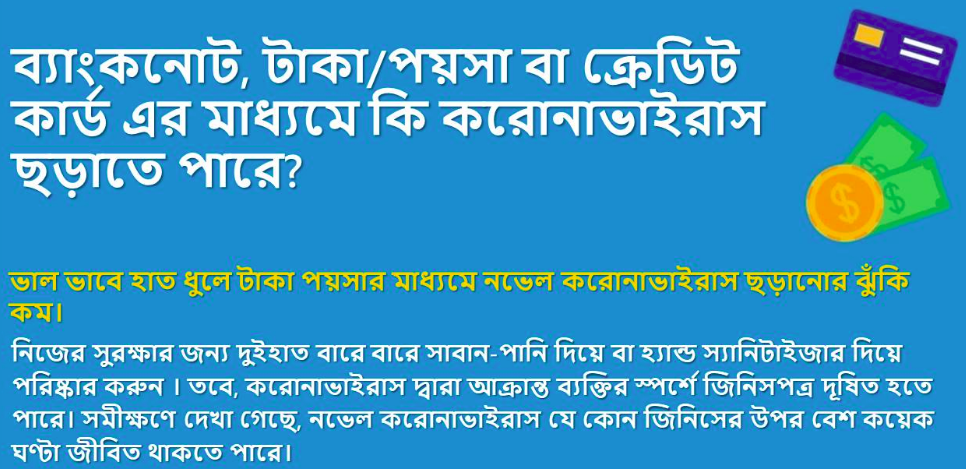 ব্যাংকনোট, টাকা/পয়সা বা ক্রেডিট
কার্ড এর মাধ্যমে কি করোনাভাইরাস
ছড়াতে পারে?
ভাল ভাবে হাত ধুলে টাকা পয়সার মাধ্যমে নভেল করোনাভাইরাস ছড়ানোর ঝুঁকি
কম।
নিজের সুরক্ষার জন্য দুইহাত বারে বারে সাবান-পানি দিয়ে বা হ্যান্ড স্যানিটাইজার দিয়ে
পরিষ্কার করুন । তবে, করোনাভাইরাস দ্বারা আক্রান্ত ব্যক্তির স্পর্শে জিনিসপত্র দূষিত হতে
পারে। সমীক্ষণে দেখা গেছে, নভেল করোনাভাইরাস যে কোন জিনিসের উপর বেশ কয়েক
ঘণ্টা জীবিত থাকতে পারে।